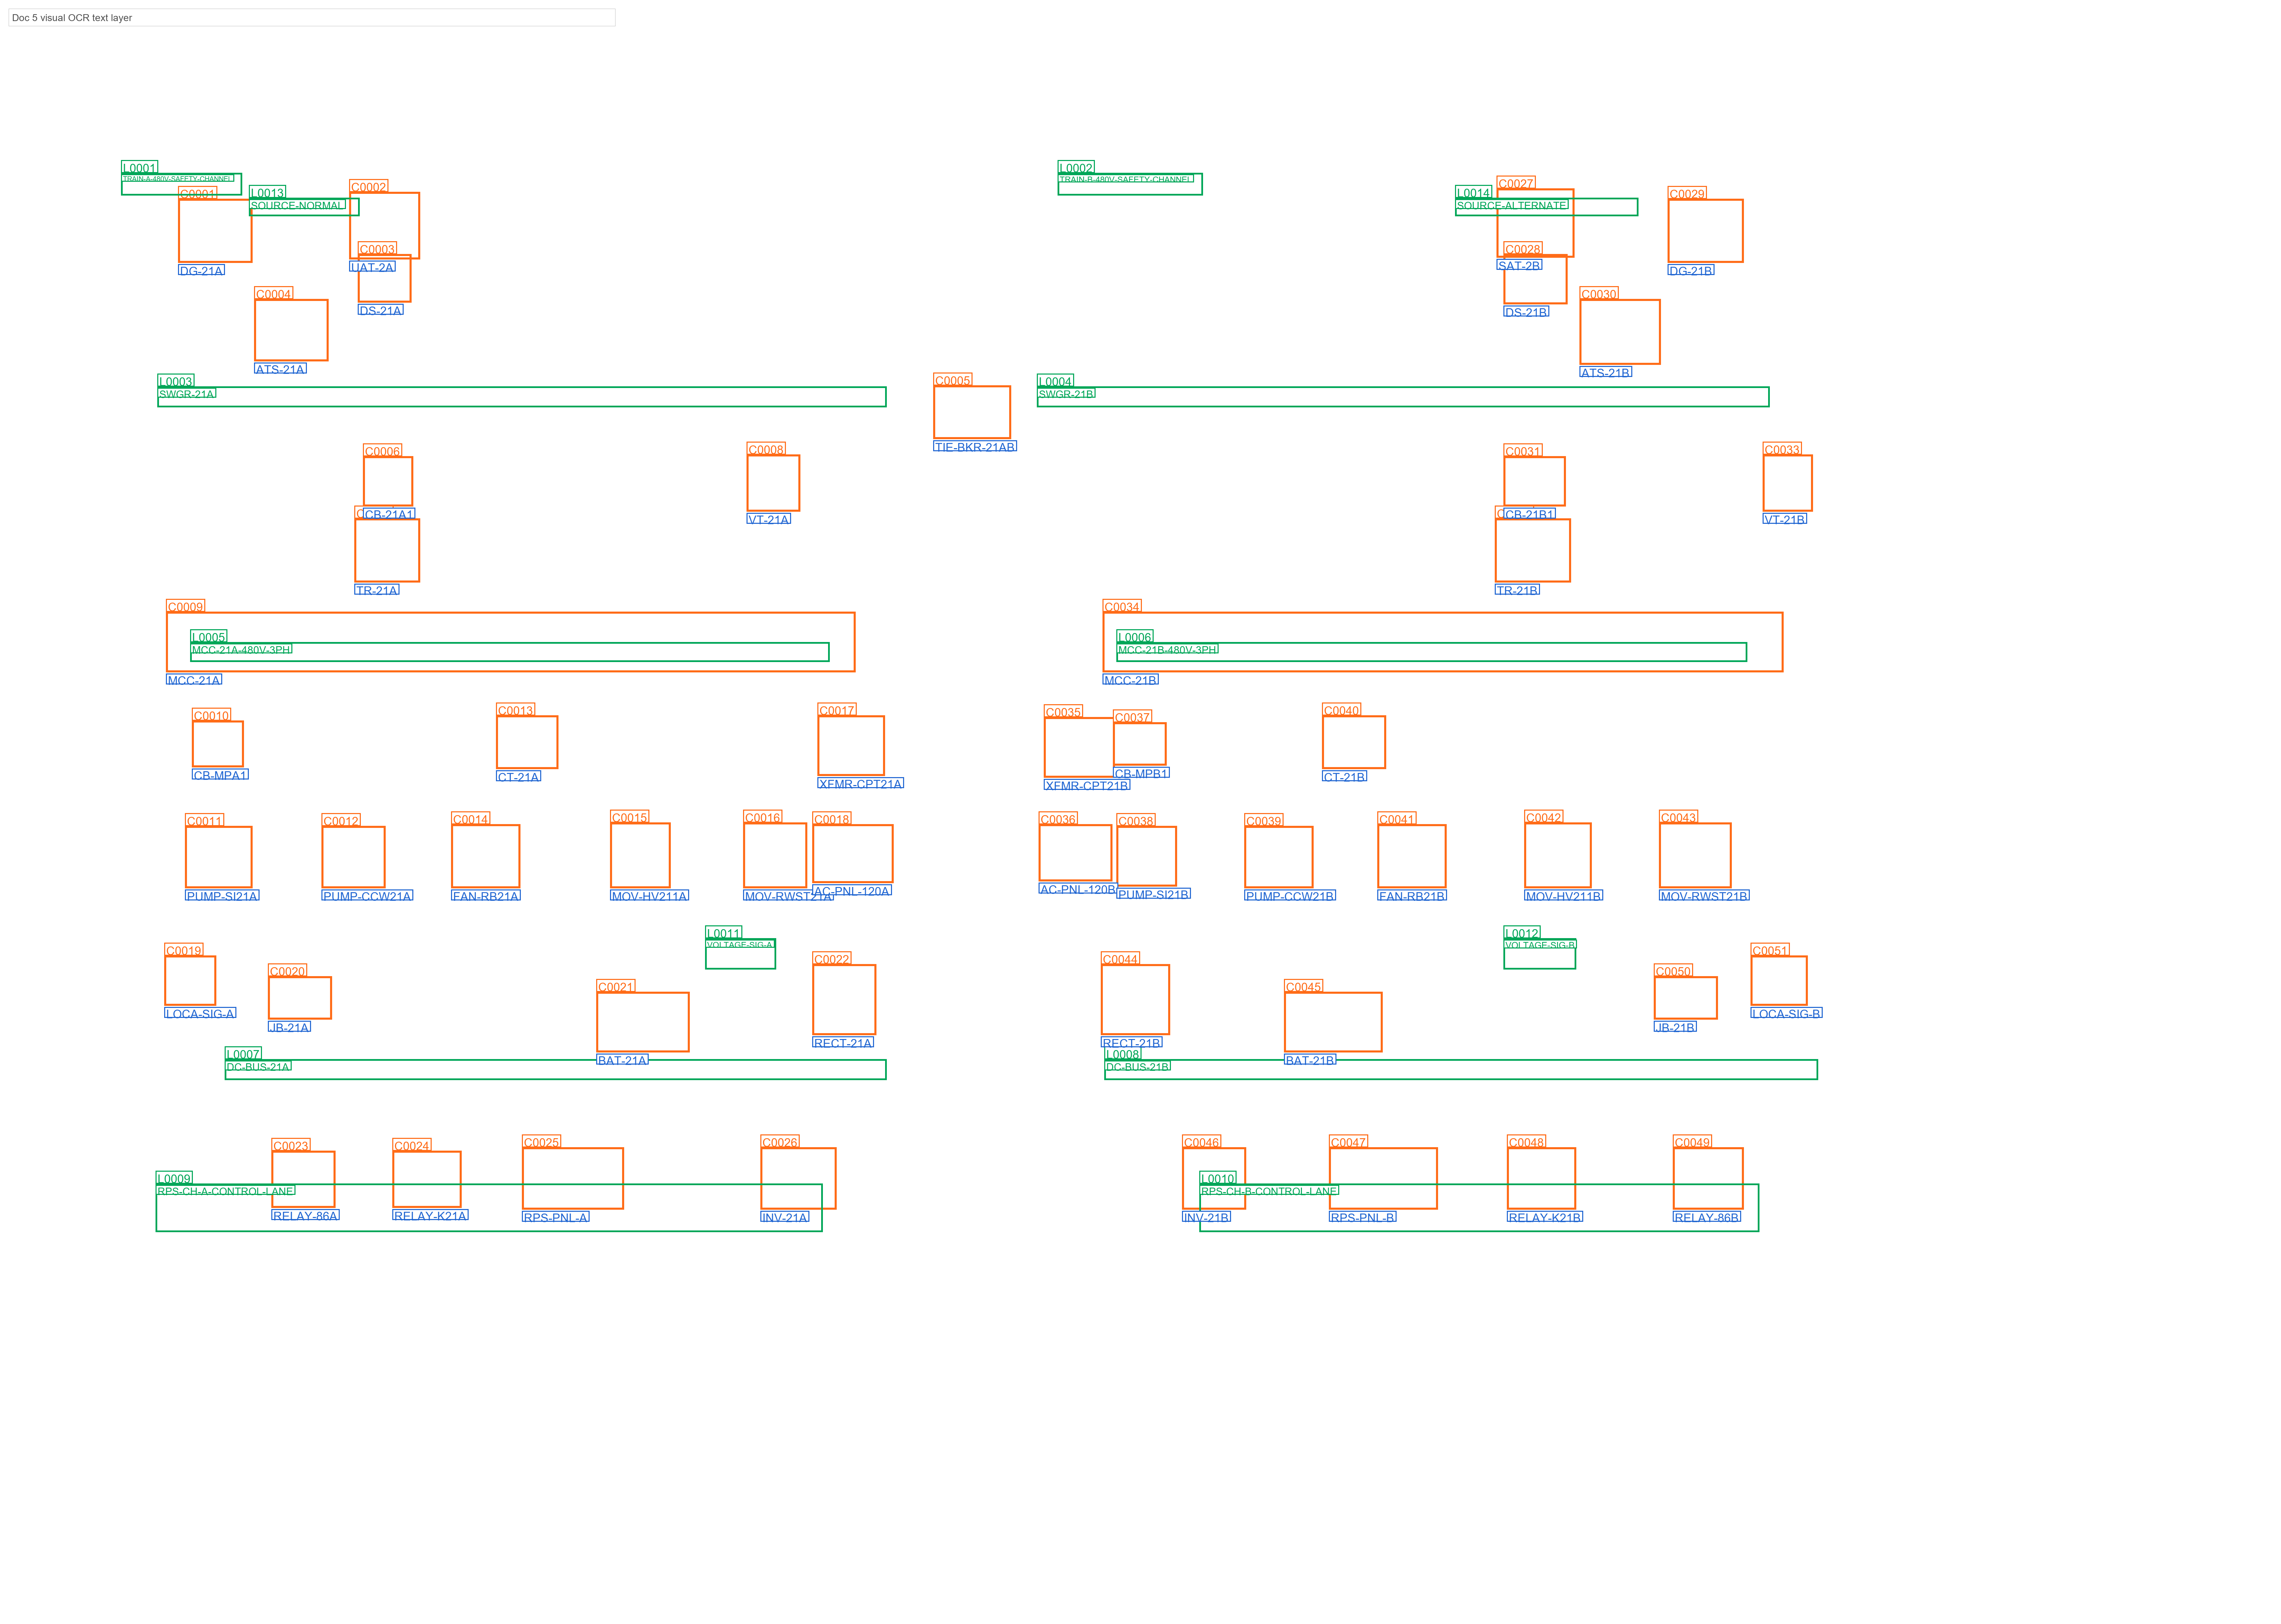 Doc 5 visual OCR text layer
L0001
TRAIN-A-480V-SAFETY-CHANNEL
C0001
DG-21A
L0013
SOURCE-NORMAL
C0002
UAT-2A
C0003
DS-21A
C0004
ATS-21A
L0002
TRAIN-B-480V-SAFETY-CHANNEL
C0027
L0014
SOURCE-ALTERNATE
SAT-2B
C0028
DS-21B
C0029
DG-21B
C0030
ATS-21B
L0003
SWGR-21A
C0005
TIE-BKR-21AB
L0004
SWGR-21B
C0006
CB-21A1
TR-21A
C0008
VT-21A
C0031
CB-21B1
TR-21B
C0033
VT-21B
C0009
L0005
MCC-21A-480V-3PH
MCC-21A
C0034
L0006
MCC-21B-480V-3PH
MCC-21B
C0010
CB-MPA1
C0013
CT-21A
C0017
XFMR-CPT21A
C0035
XFMR-CPT21B
C0037
CB-MPB1
C0040
CT-21B
C0011
PUMP-SI21A
C0012
PUMP-CCW21A
C0014
FAN-RB21A
C0015
MOV-HV211A
C0016
MOV-RWST21A
C0018
AC-PNL-120A
C0036
AC-PNL-120B
C0038
PUMP-SI21B
C0039
PUMP-CCW21B
C0041
FAN-RB21B
C0042
MOV-HV211B
C0043
MOV-RWST21B
C0019
LOCA-SIG-A
C0020
JB-21A
C0021
BAT-21A
L0011
VOLTAGE-SIG-A
C0022
RECT-21A
C0044
RECT-21B
C0045
BAT-21B
L0012
VOLTAGE-SIG-B
C0050
JB-21B
C0051
LOCA-SIG-B
L0007
DC-BUS-21A
L0008
DC-BUS-21B
L0009
RPS-CH-A-CONTROL-LANE
C0023
RELAY-86A
C0024
RELAY-K21A
C0025
RPS-PNL-A
C0026
INV-21A
C0046
INV-21B
L0010
RPS-CH-B-CONTROL-LANE
C0047
RPS-PNL-B
C0048
RELAY-K21B
C0049
RELAY-86B